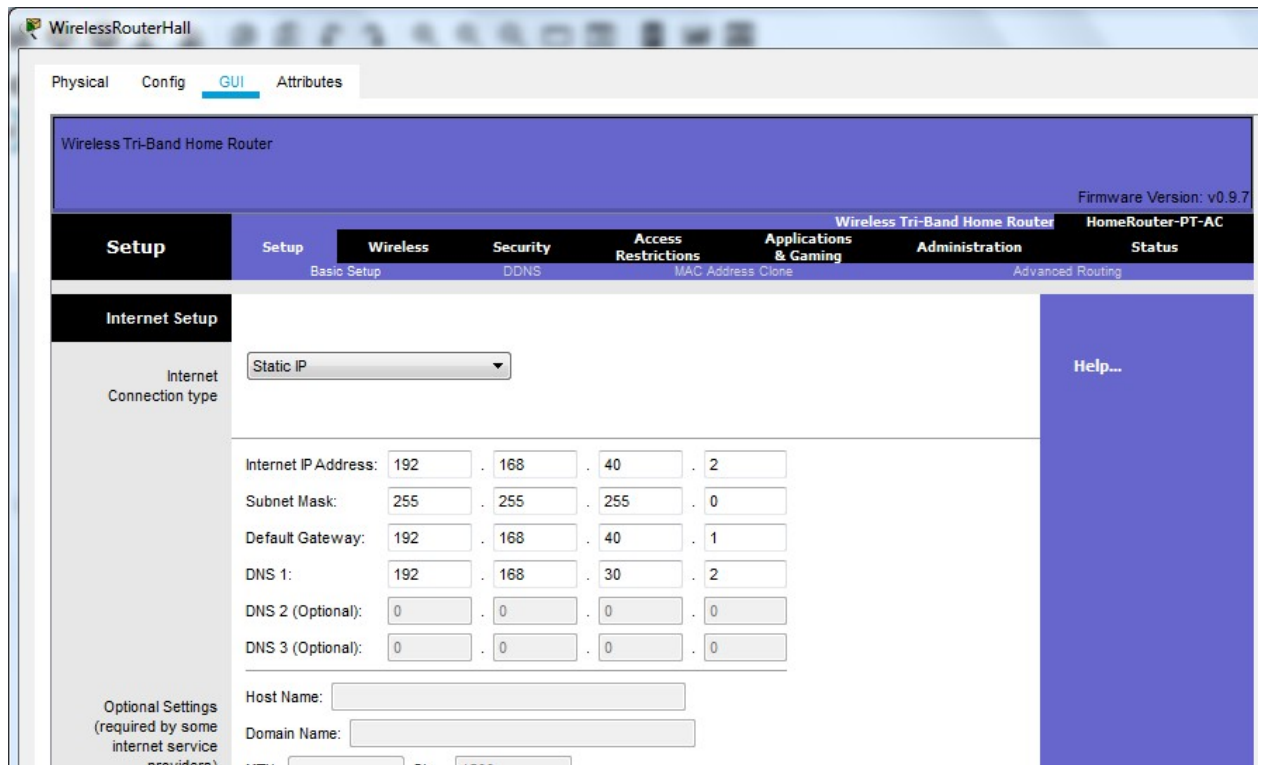 WirelessRouterHall
Physical Config GUI Attributes
Wireless Tri-Band Home Router
Firmware Version: v0.9.7
Wireless Tri-Band Home Router HomeRouter-PT-AC
Setup Setup Wireless Security Access Restrictions Applications & Gaming Administration Status
Basic Setup DDNS MAC Address Clone Advanced Routing
Internet Setup
Internet Connection type
Static IP
Help...
Internet IP Address: 192 . 168 . 40 . 2
Subnet Mask: 255 . 255 . 255 . 0
Default Gateway: 192 . 168 . 40 . 1
DNS 1: 192 . 168 . 30 . 2
DNS 2 (Optional): 0 . 0 . 0 . 0
DNS 3 (Optional): 0 . 0 . 0 . 0
Optional Settings
(required by some
internet service
Host Name:
Domain Name: